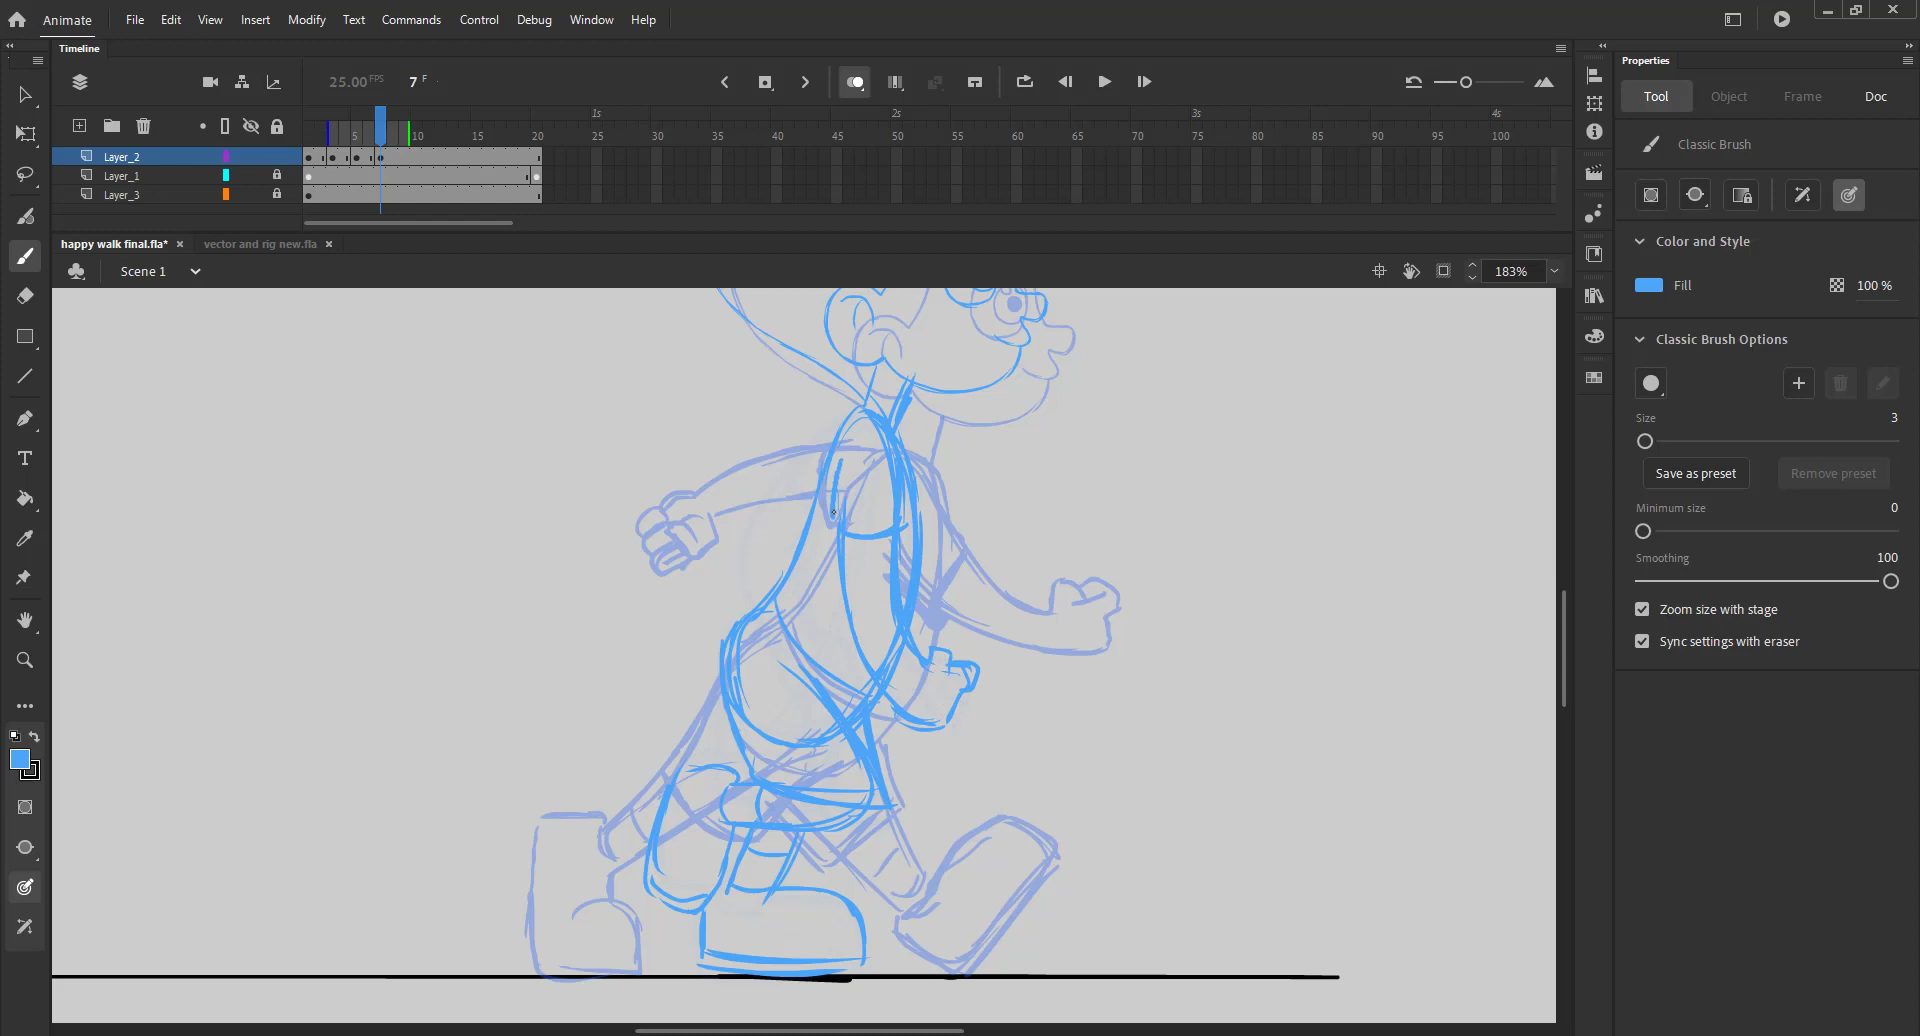 Animate File Edit View Insert Modify Text Commands Control Debug Window Help
Timeline
Properties
25.00 FPS 7 F
Tool Object Frame Doc
1s 2s 3s 4s
5 10 15 20 25 30 35 40 45 50 55 60 65 70 75 80 85 90 95 100
Classic Brush
Layer_2
Layer_1
Layer_3
happy walk final.fla* vector and rig new.fla
Color and Style
Scene 1 183%
Fill 100 %
Classic Brush Options
Size 3
Save as preset Remove preset
Minimum size 0
Smoothing 100
Zoom size with stage
Sync settings with eraser